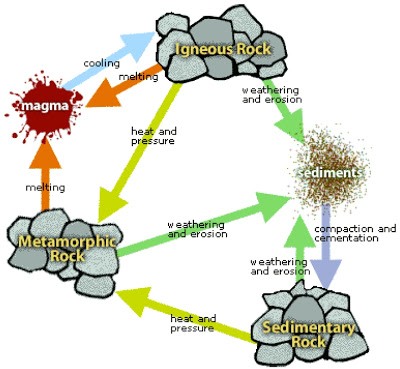 Igneous Rock
cooling
melting
magma
weathering
and erosion
heat and
pressure
sediments
melting
weathering
and erosion
compaction and
cementation
Metamorphic
Rock
weathering
and erosion
heat and
pressure
Sedimentary
Rock